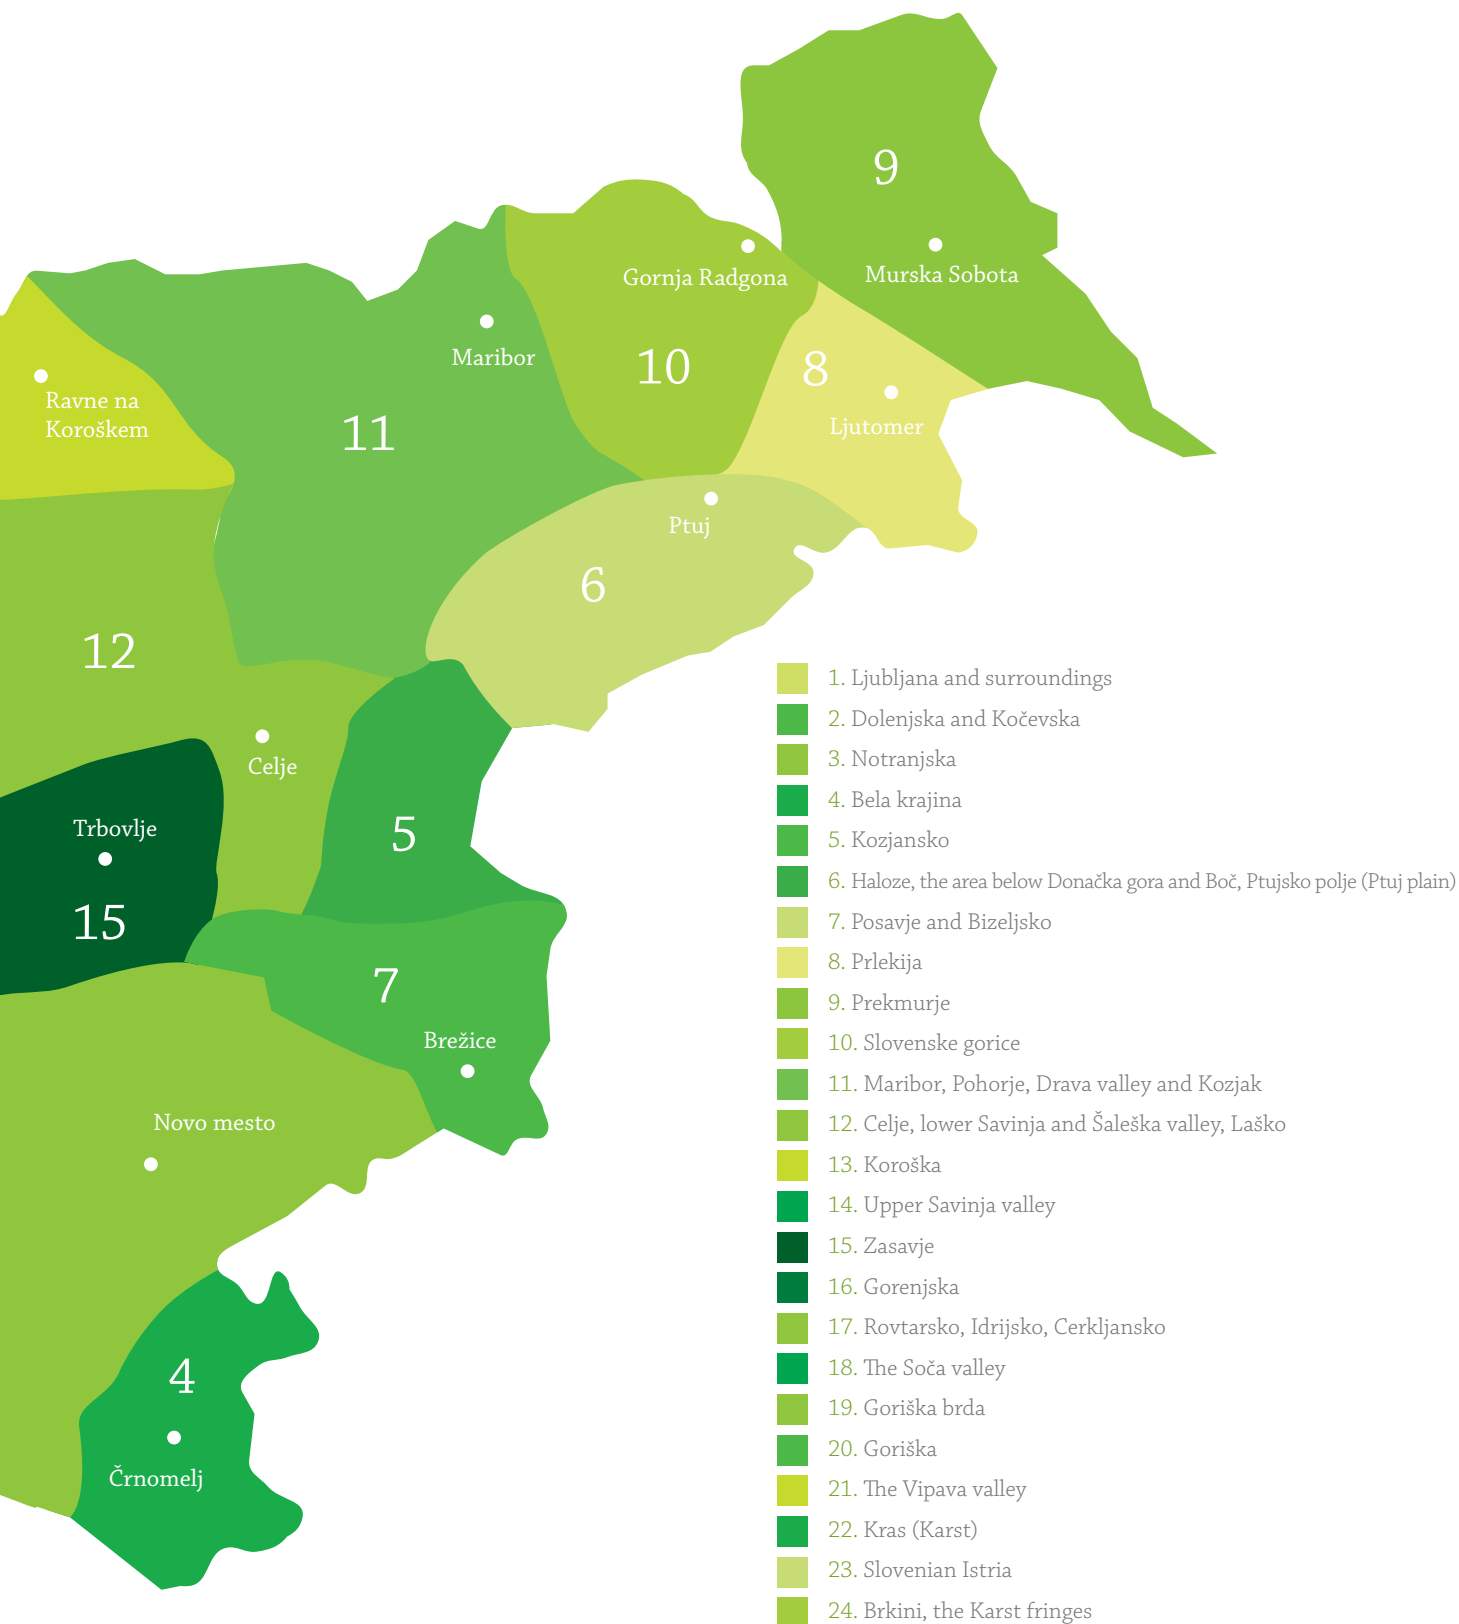 9
Gornja Radgona
Murska Sobota
Maribor
10
8
Ravne na
Koroškem
11
Ljutomer
Ptuj
6
12
Celje
Trbovlje
5
15
7
Brežice
Novo mesto
4
Črnomelj
1. Ljubljana and surroundings
2. Dolenjska and Kočevska
3. Notranjska
4. Bela krajina
5. Kozjansko
6. Haloze, the area below Donačka gora and Boč, Ptujsko polje (Ptuj plain)
7. Posavje and Bizeljsko
8. Prlekija
9. Prekmurje
10. Slovenske gorice
11. Maribor, Pohorje, Drava valley and Kozjak
12. Celje, lower Savinja and Šaleška valley, Laško
13. Koroška
14. Upper Savinja valley
15. Zasavje
16. Gorenjska
17. Rovtarsko, Idrijsko, Cerkljansko
18. The Soča valley
19. Goriška brda
20. Goriška
21. The Vipava valley
22. Kras (Karst)
23. Slovenian Istria
24. Brkini, the Karst fringes